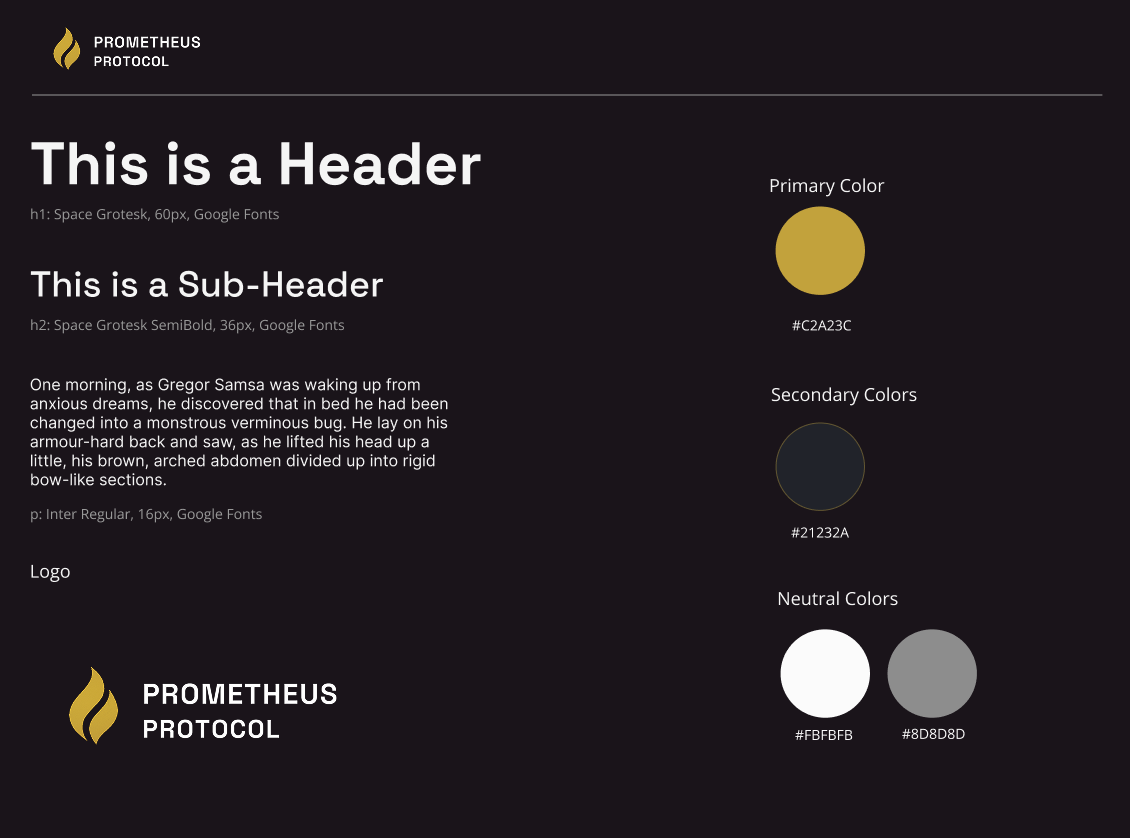 PROMETHEUS
PROTOCOL
This is a Header
h1: Space Grotesk, 60px, Google Fonts
This is a Sub-Header
h2: Space Grotesk SemiBold, 36px, Google Fonts
One morning, as Gregor Samsa was waking up from
anxious dreams, he discovered that in bed he had been
changed into a monstrous verminous bug. He lay on his
armour-hard back and saw, as he lifted his head up a
little, his brown, arched abdomen divided up into rigid
bow-like sections.
p: Inter Regular, 16px, Google Fonts
Logo
PROMETHEUS
PROTOCOL
Primary Color
#C2A23C
Secondary Colors
#21232A
Neutral Colors
#FBFBFB
#8D8D8D